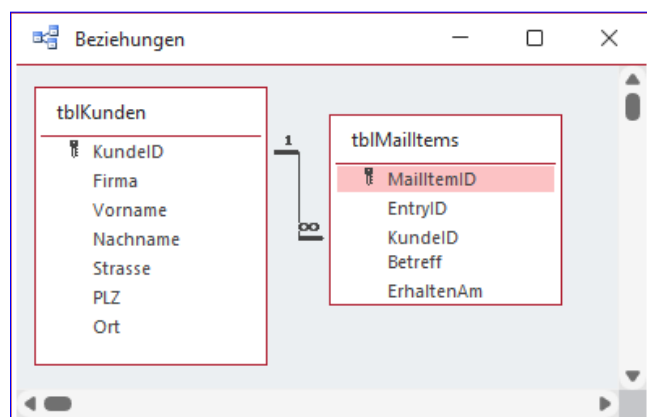 Beziehungen
tblKunden
KundeID
Firma
Vorname
Nachname
Strasse
PLZ
Ort
1
∞
tblMailItems
MailItemID
EntryID
KundeID
Betreff
ErhaltenAm